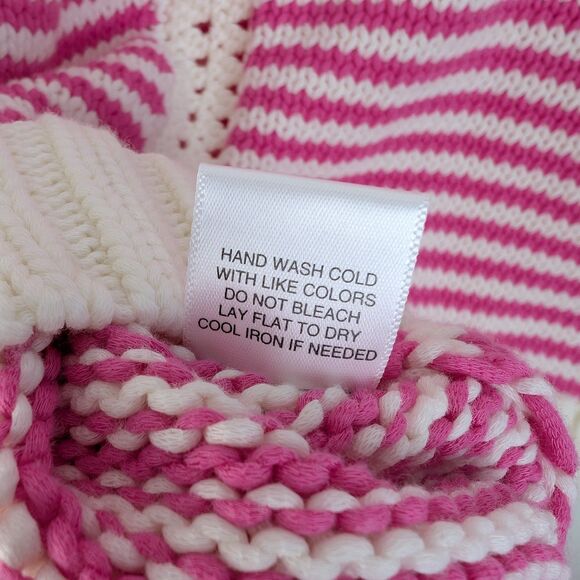 HAND WASH COLD
WITH LIKE COLORS
DO NOT BLEACH
LAY FLAT TO DRY
COOL IRON IF NEEDED